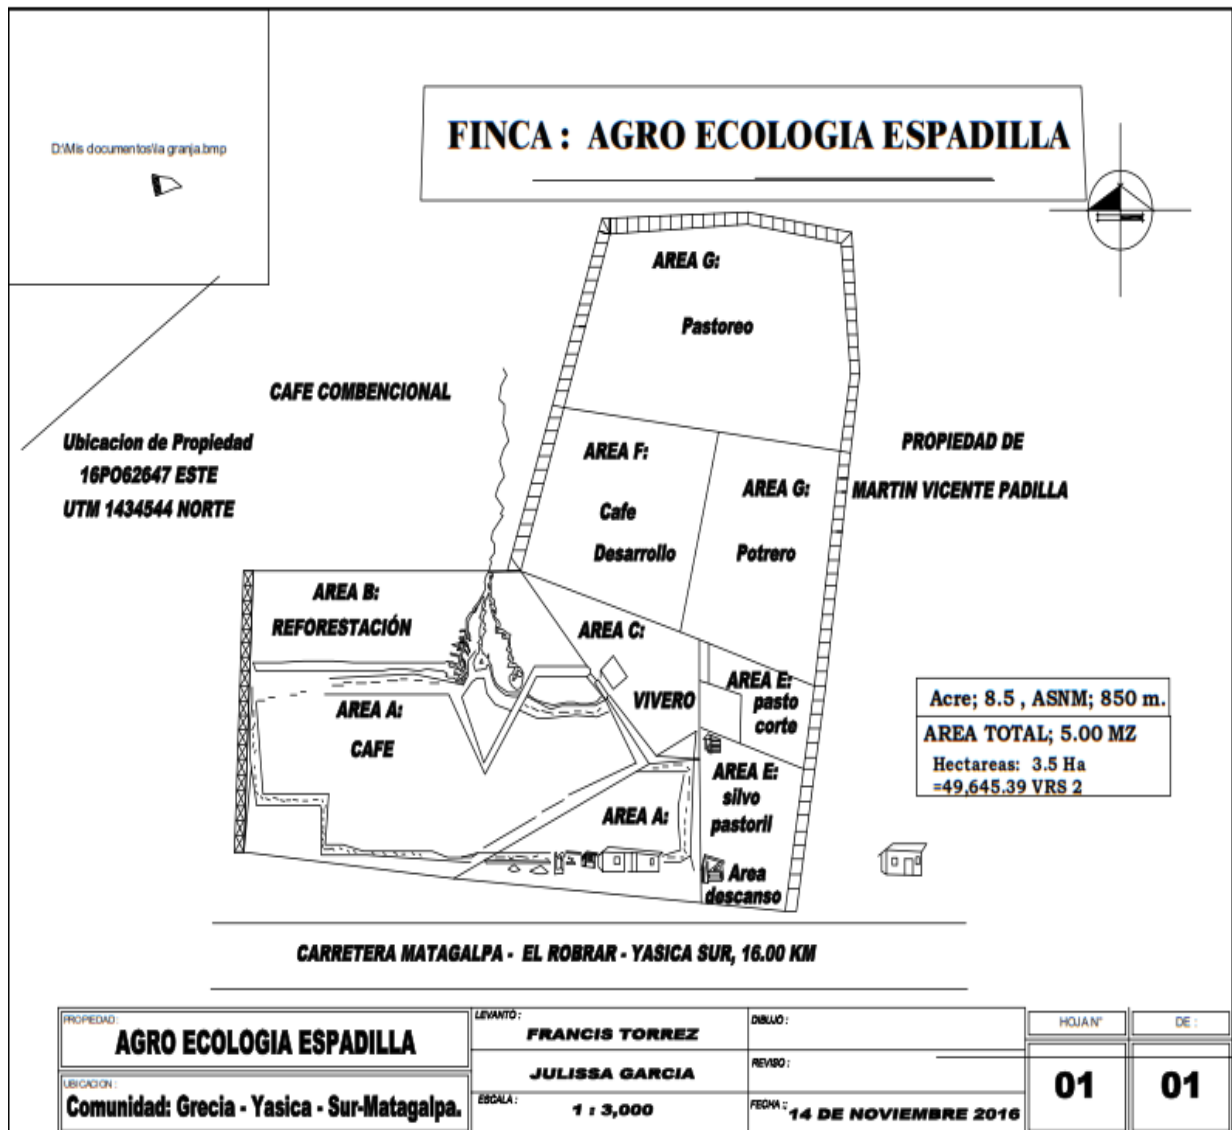 D:\Mis documentos\la granja.bmp
FINCA : AGRO ECOLOGIA ESPADILLA
AREA G:
Pastoreo
CAFE COMBENCIONAL
Ubicacion de Propiedad
16PO62647 ESTE
UTM 1434544 NORTE
AREA F:
Cafe
Desarrollo
AREA G:
Potrero
PROPIEDAD DE
MARTIN VICENTE PADILLA
AREA B:
REFORESTACIÓN
AREA C:
VIVERO
AREA E:
pasto
corte
AREA A:
CAFE
AREA E:
silvo
pastoril
AREA A:
Area
descanso
Acre; 8.5 , ASNM; 850 m.
AREA TOTAL; 5.00 MZ
Hectareas: 3.5 Ha
=49,645.39 VRS 2
CARRETERA MATAGALPA - EL ROBRAR - YASICA SUR, 16.00 KM
PROPIEDAD:
AGRO ECOLOGIA ESPADILLA
UBICACION :
Comunidad: Grecia - Yasica - Sur-Matagalpa.
LEVANTÓ :
FRANCIS TORREZ
JULISSA GARCIA
ESCALA :
1 : 3,000
DIBUJO :
REVISO :
FECHA :
14 DE NOVIEMBRE 2016
HOJA N°
01
DE :
01